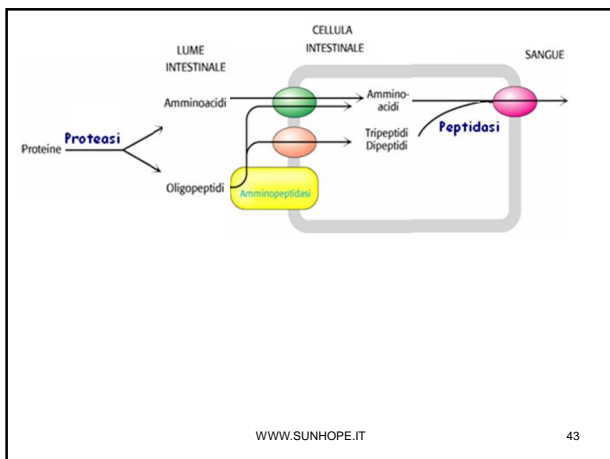 LUME
INTESTINALE
CELLULA
INTESTINALE
SANGUE
Proteine
Proteasi
Amminoacidi
Oligopeptidi
Amminopeptidasi
Ammino-
acidi
Tripeptidi
Dipeptidi
Peptidasi
WWW.SUNHOPE.IT
43